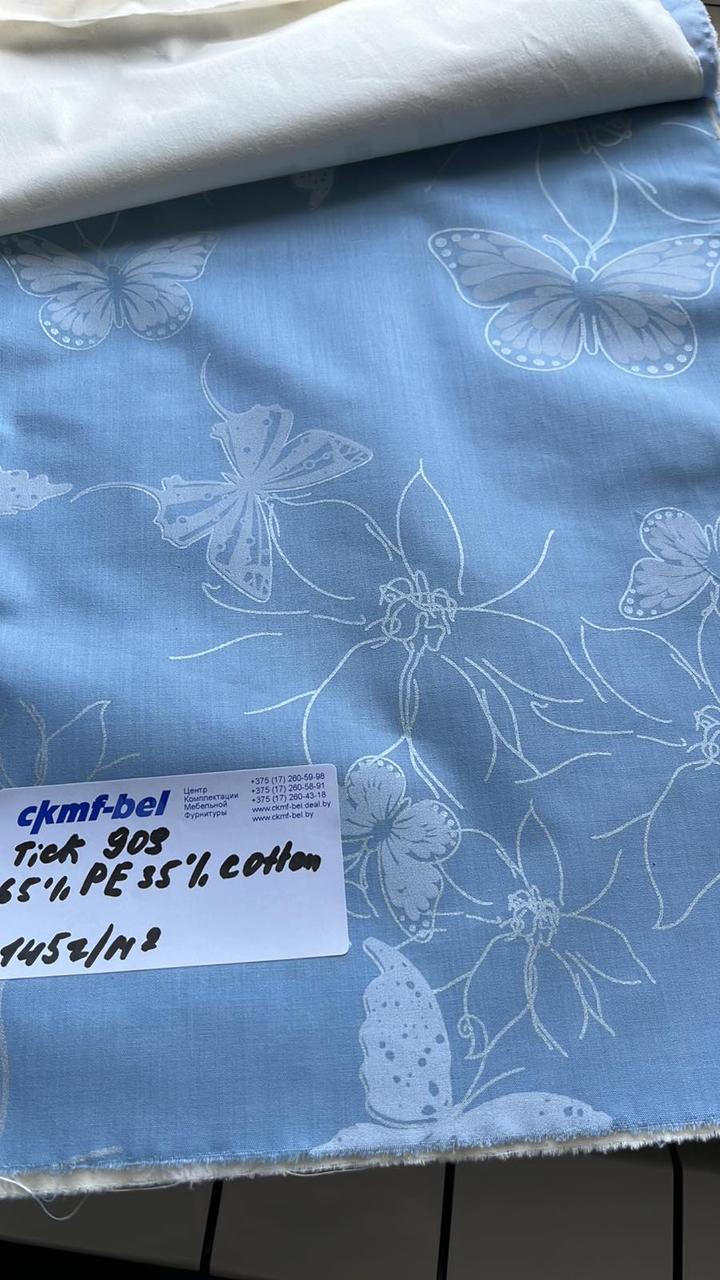 ckmf-bel
Центр
Комплектации
Мебельной
Фурнитуры
+375 (17) 260-59-98
+375 (17) 260-58-91
+375 (17) 260-43-18
www.ckmf-bel.deal.by
www.ckmf-bel.by
Tick 909
65% PE 35% cotton
145г/м²